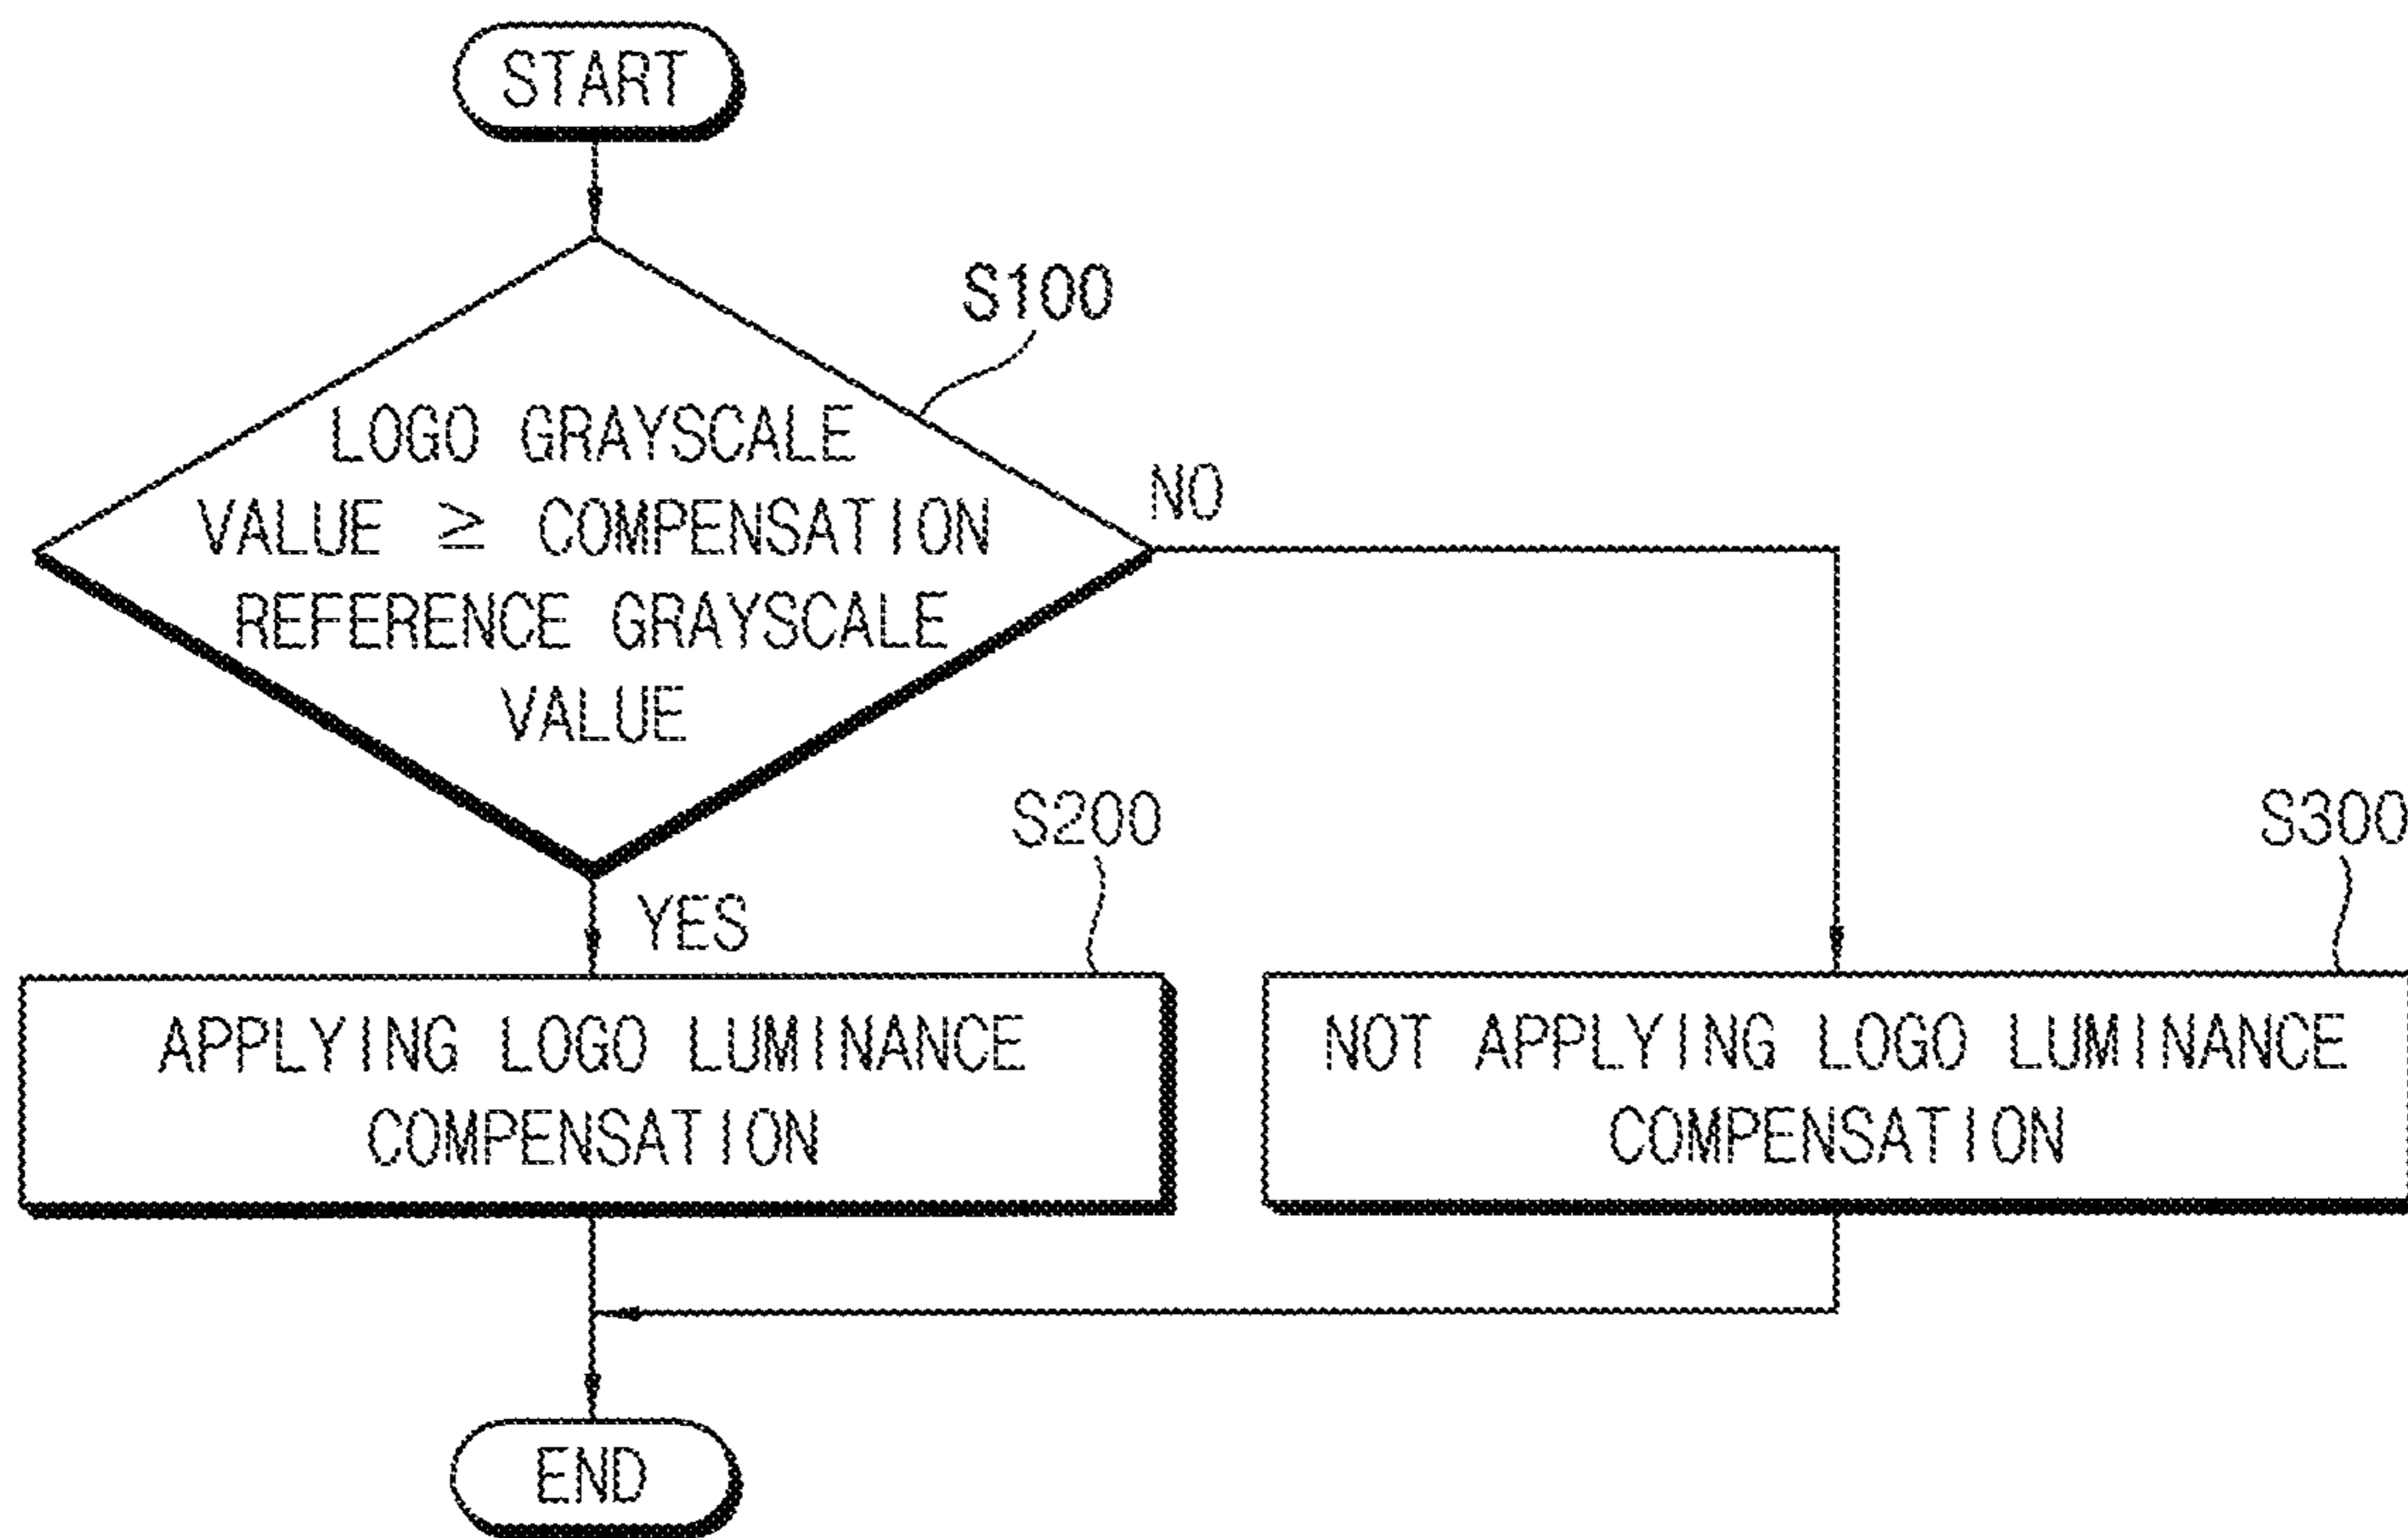 START
S100
LOGO GRAYSCALE
VALUE ≥ COMPENSATION
REFERENCE GRAYSCALE
VALUE
NO
YES
S200
APPLYING LOGO LUMINANCE
COMPENSATION
S300
NOT APPLYING LOGO LUMINANCE
COMPENSATION
END